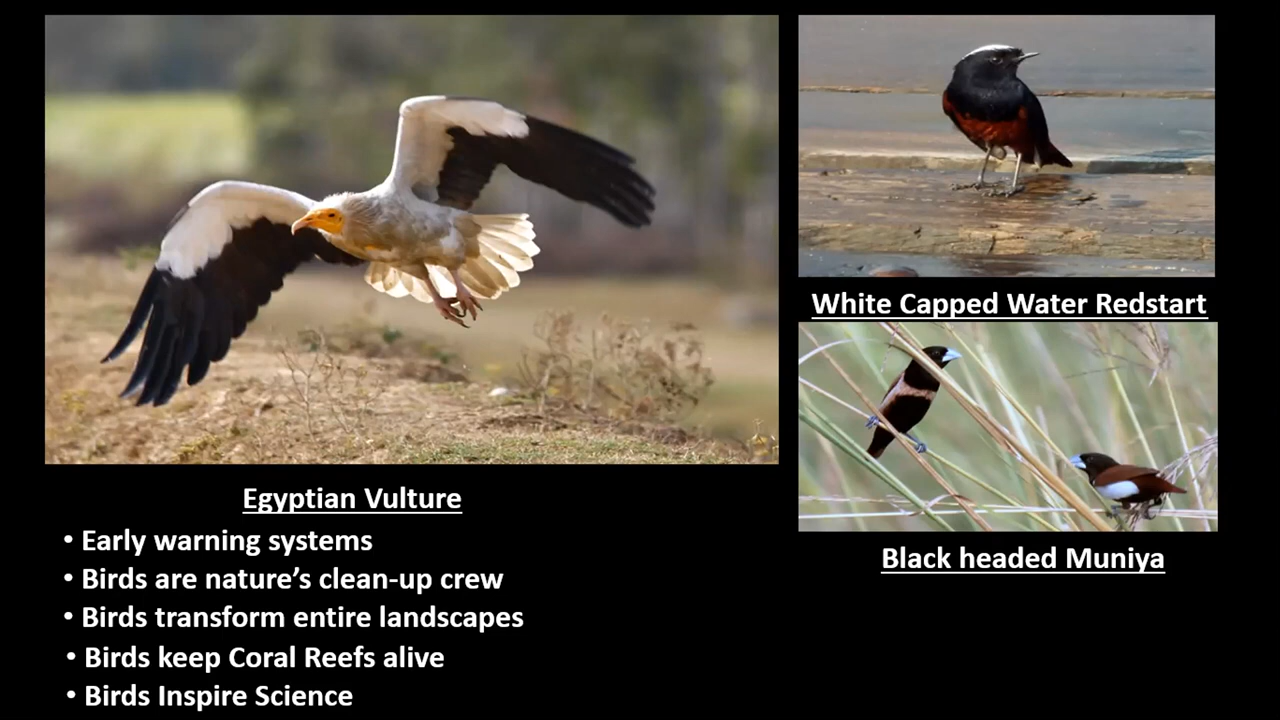 Egyptian Vulture
• Early warning systems
• Birds are nature’s clean-up crew
• Birds transform entire landscapes
• Birds keep Coral Reefs alive
• Birds Inspire Science
White Capped Water Redstart
Black headed Muniya